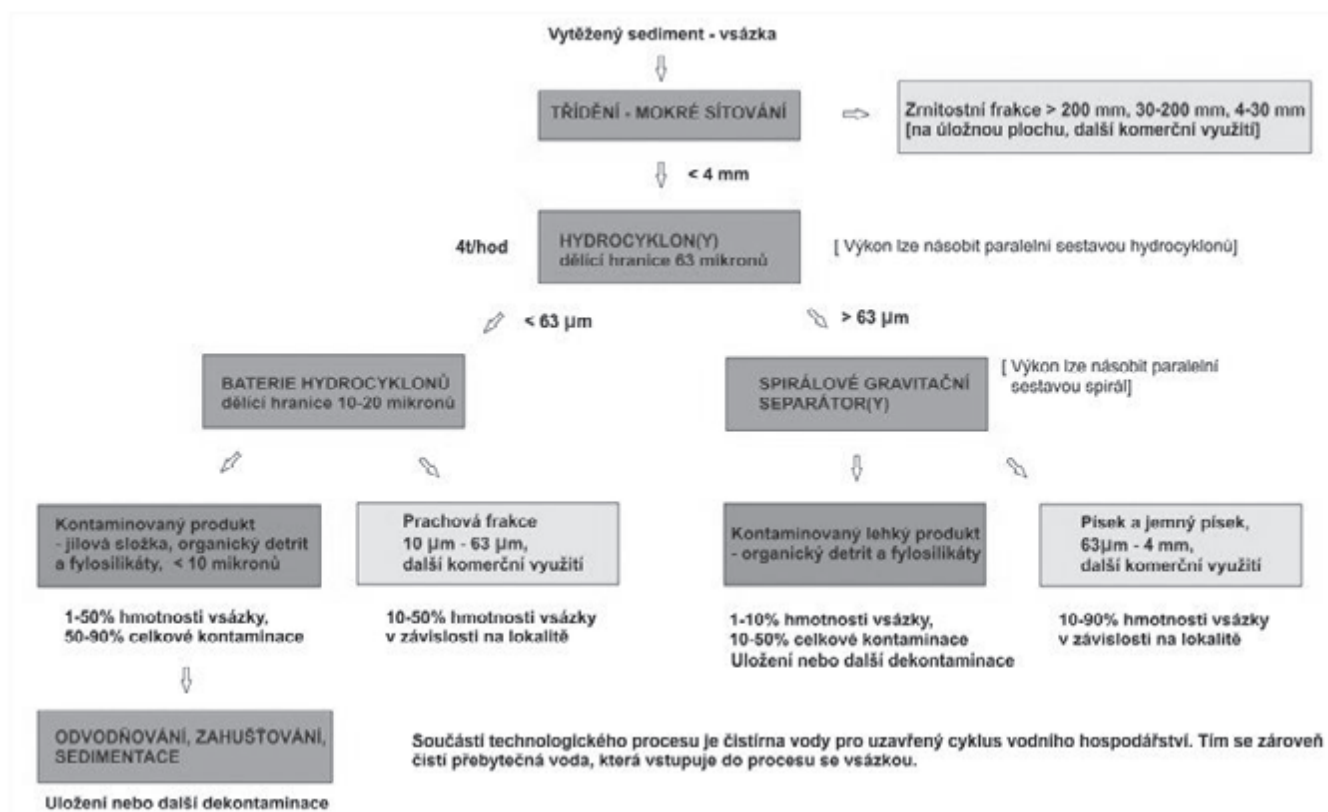 Vytěžený sediment - vsázka
TŘÍDĚNÍ - MOKRÉ SÍTOVÁNÍ
Zrnitostní frakce > 200 mm, 30-200 mm, 4-30 mm
[na úložnou plochu, další komerční využití]
< 4 mm
4t/hod
HYDROCYKLON(Y)
dělící hranice 63 mikronů
[ Výkon lze násobit paralelní sestavou hydrocyklonů]
< 63 µm
> 63 µm
BATERIE HYDROCYKLONŮ
dělící hranice 10-20 mikronů
SPIRÁLOVÉ GRAVITAČNÍ
SEPARÁTOR(Y)
[ Výkon lze násobit paralelní
sestavou spirál]
Kontaminovaný produkt
- jílová složka, organický detrit
a fylosilikáty, < 10 mikronů
Prachová frakce
10 µm - 63 µm,
další komerční využití
Kontaminovaný lehký produkt
- organický detrit a fylosilikáty
Písek a jemný písek,
63µm - 4 mm,
další komerční využití
1-50% hmotnosti vsázky,
50-90% celkové kontaminace
10-50% hmotnosti vsázky
v závislosti na lokalitě
1-10% hmotnosti vsázky,
10-50% celkové kontaminace
Uložení nebo další dekontaminace
10-90% hmotnosti vsázky
v závislosti na lokalitě
ODVODŇOVÁNÍ, ZAHUŠŤOVÁNÍ,
SEDIMENTACE
Uložení nebo další dekontaminace
Součástí technologického procesu je čistírna vody pro uzavřený cyklus vodního hospodářství. Tím se zároveň
čistí přebytečná voda, která vstupuje do procesu se vsázkou.